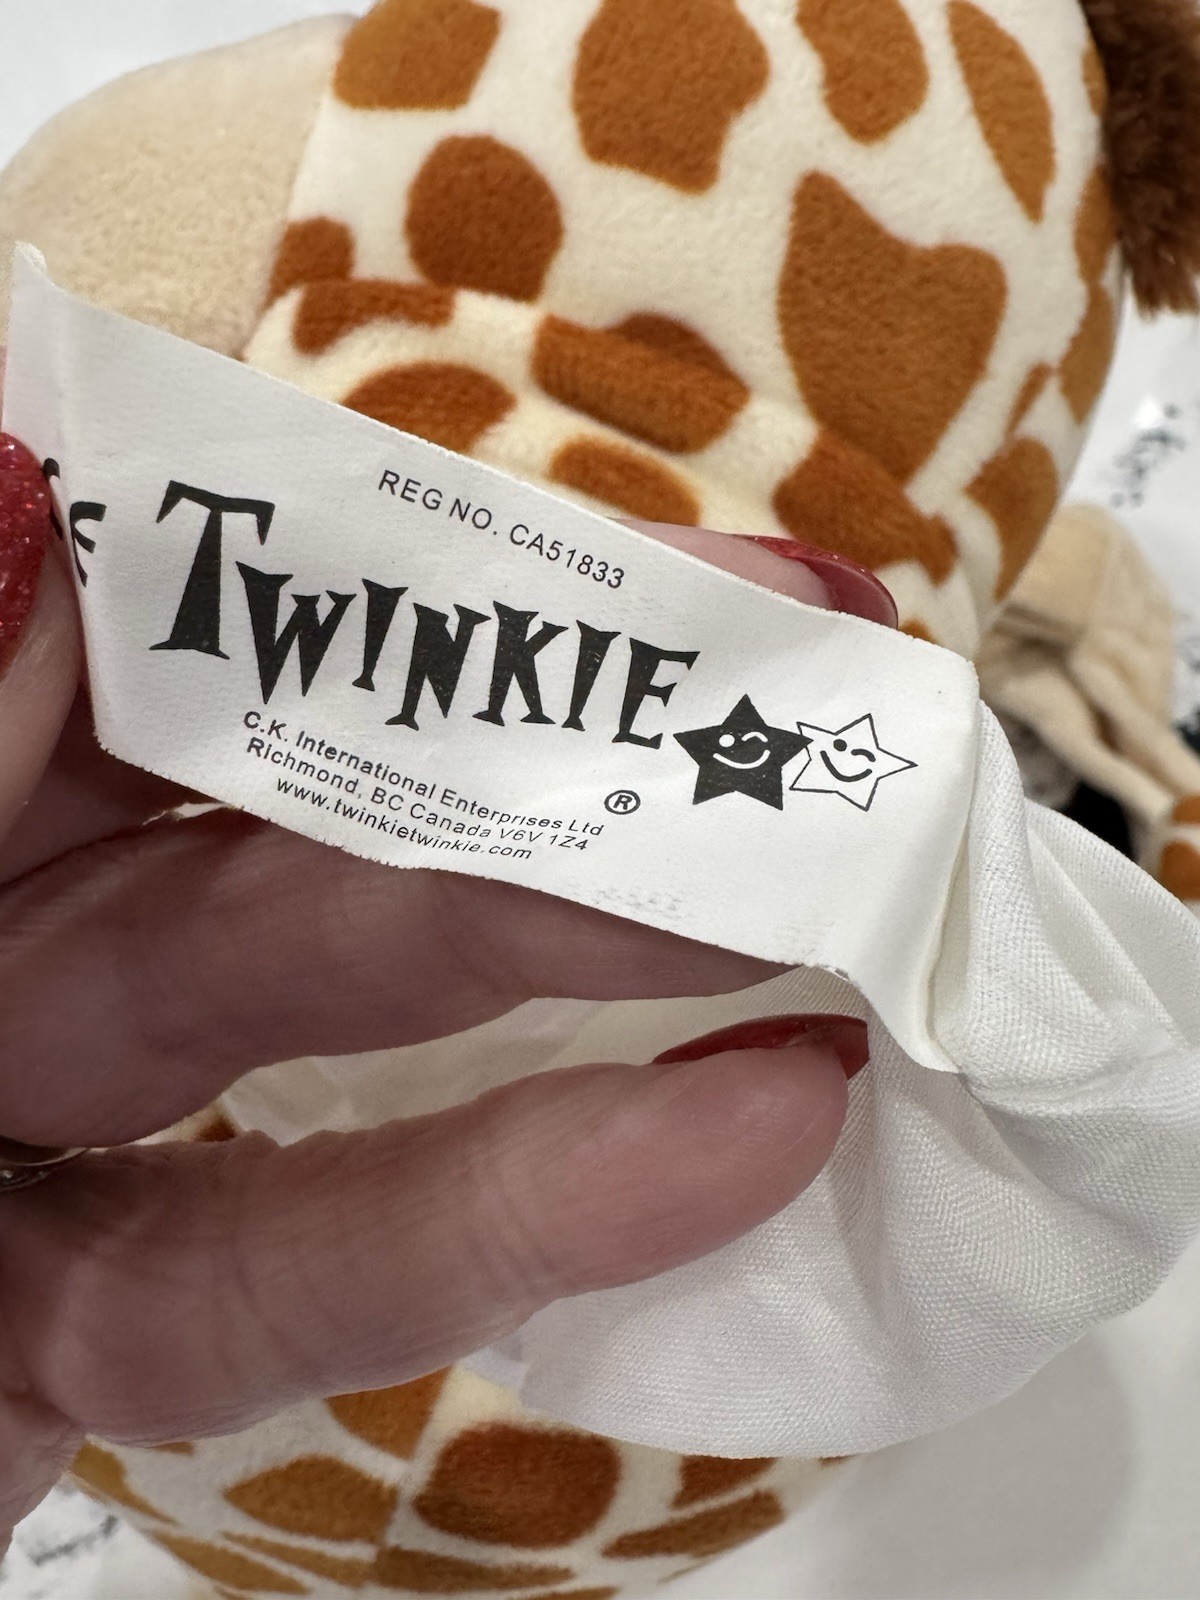 REG NO. CA51833
TWINKIE
®
C.K. International Enterprises Ltd
Richmond, BC Canada V6V 1Z4
www.twinkietwinkie.com